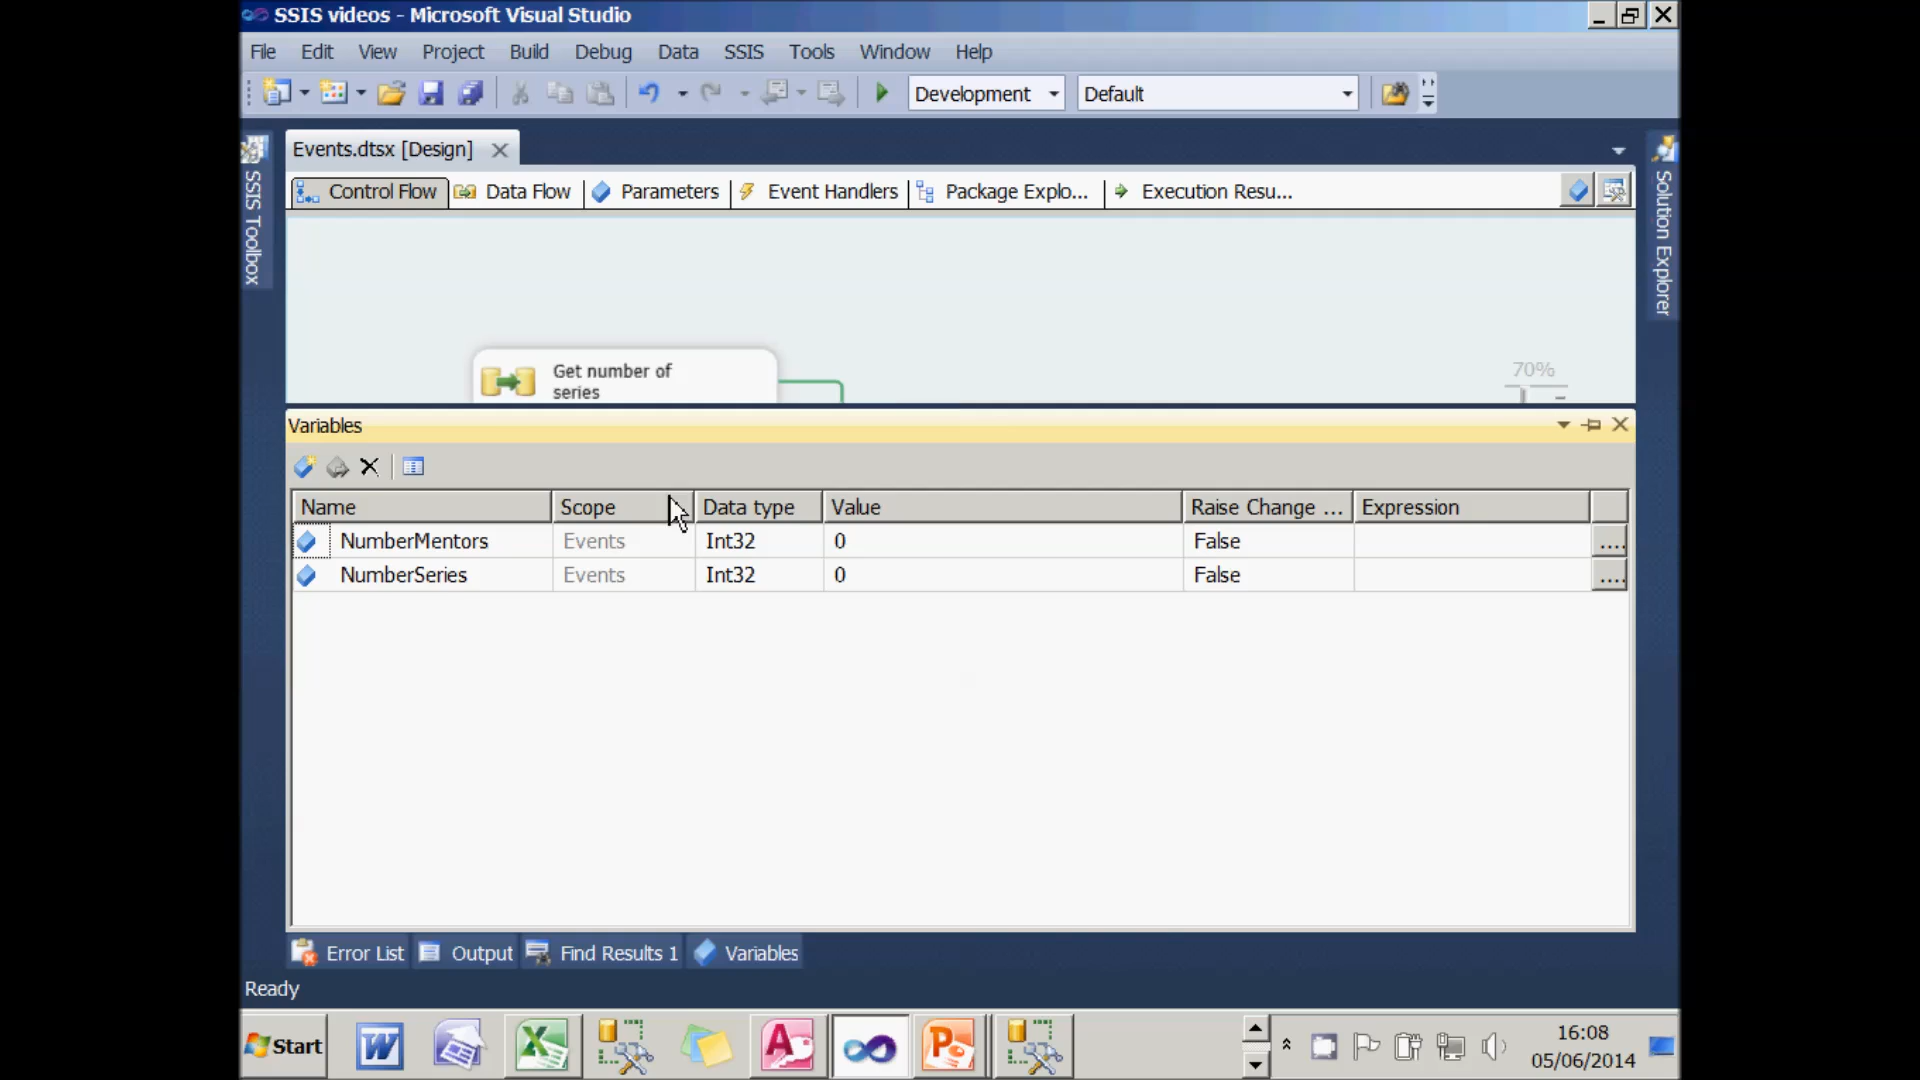 SSIS videos - Microsoft Visual Studio
File Edit View Project Build Debug Data SSIS Tools Window Help
Development Default
SSIS Toolbox
Events.dtsx [Design]
Solution Explorer
Control Flow Data Flow Parameters Event Handlers Package Explo... Execution Resu...
Get number of
series
70%
Variables
Name Scope Data type Value Raise Change ... Expression
NumberMentors Events Int32 0 False ....
NumberSeries Events Int32 0 False ....
Error List Output Find Results 1 Variables
Ready
Start
16:08
05/06/2014